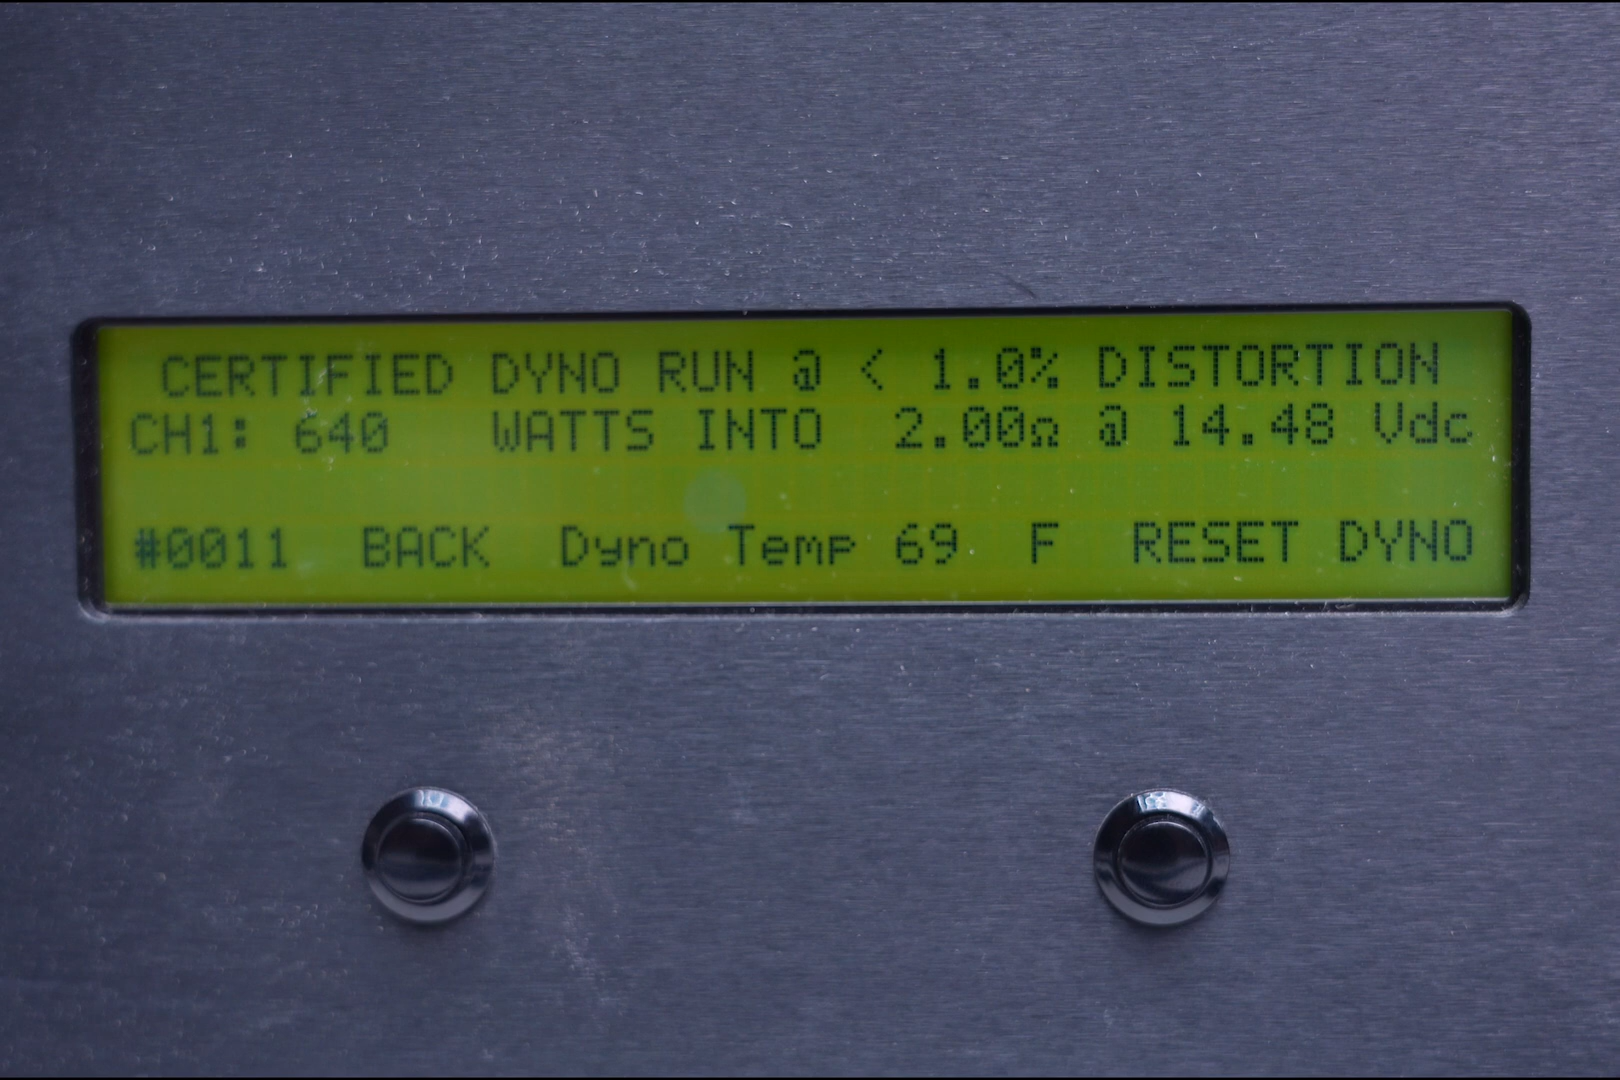 CERTIFIED DYNO RUN @ < 1.0% DISTORTION
CH1: 640 WATTS INTO 2.00Ω @ 14.48 Vdc
#0011 BACK Dyno Temp 69 F RESET DYNO